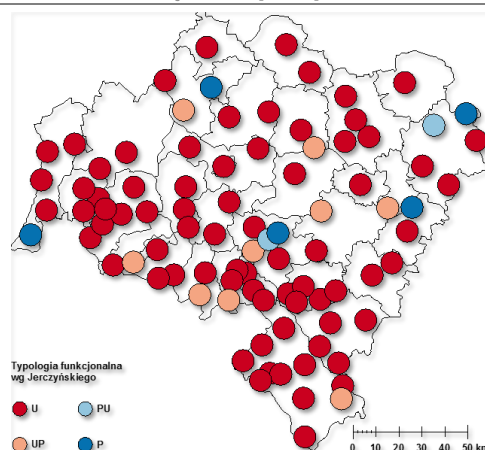 Typologia funkcjonalna
wg Jerczyńskiego
U PU
UP P
0 10 20 30 40 50 km